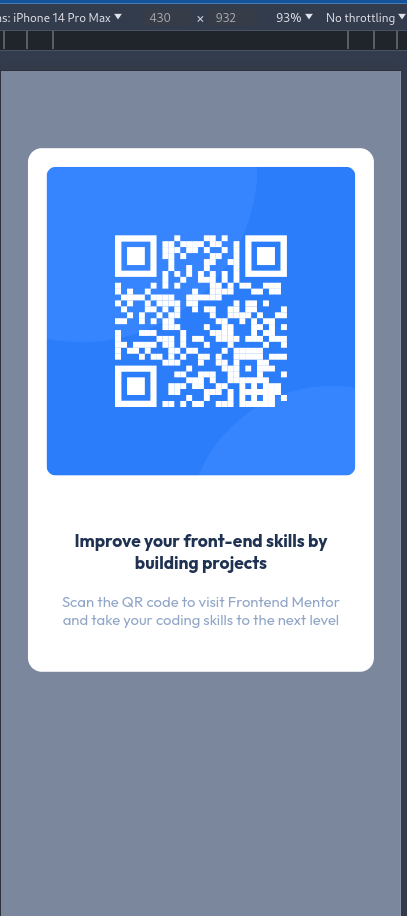 s: iPhone 14 Pro Max 430 × 932 93% No throttling
Improve your front-end skills by
building projects
Scan the QR code to visit Frontend Mentor
and take your coding skills to the next level